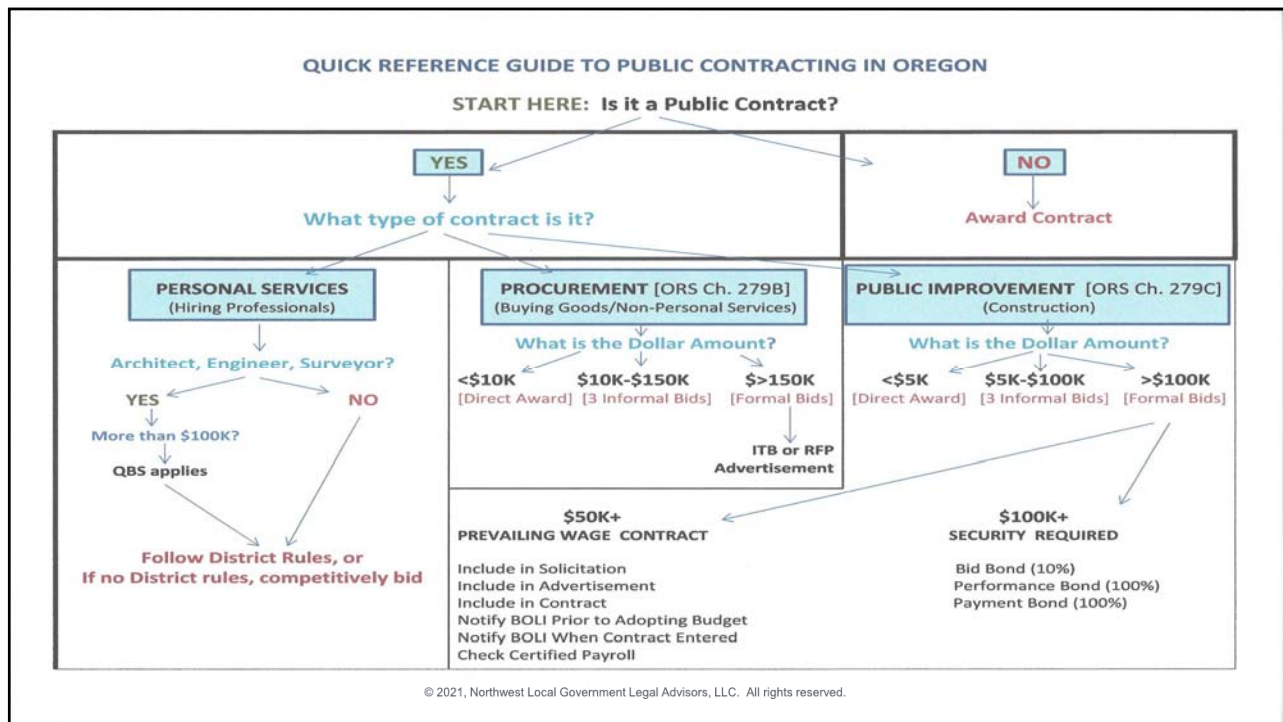 QUICK REFERENCE GUIDE TO PUBLIC CONTRACTING IN OREGON
START HERE: Is it a Public Contract?
YES
What type of contract is it?
NO
Award Contract
PERSONAL SERVICES
(Hiring Professionals)
Architect, Engineer, Surveyor?
YES
NO
More than $100K?
QBS applies
Follow District Rules, or
If no District rules, competitively bid
PROCUREMENT [ORS Ch. 279B]
(Buying Goods/Non-Personal Services)
What is the Dollar Amount?
<$10K
[Direct Award]
$10K-$150K
[3 Informal Bids]
$>150K
[Formal Bids]
ITB or RFP
Advertisement
PUBLIC IMPROVEMENT [ORS Ch. 279C]
(Construction)
What is the Dollar Amount?
<$5K
[Direct Award]
$5K-$100K
[3 Informal Bids]
>$100K
[Formal Bids]
$50K+
PREVAILING WAGE CONTRACT
Include in Solicitation
Include in Advertisement
Include in Contract
Notify BOLI Prior to Adopting Budget
Notify BOLI When Contract Entered
Check Certified Payroll
$100K+
SECURITY REQUIRED
Bid Bond (10%)
Performance Bond (100%)
Payment Bond (100%)
© 2021, Northwest Local Government Legal Advisors, LLC. All rights reserved.